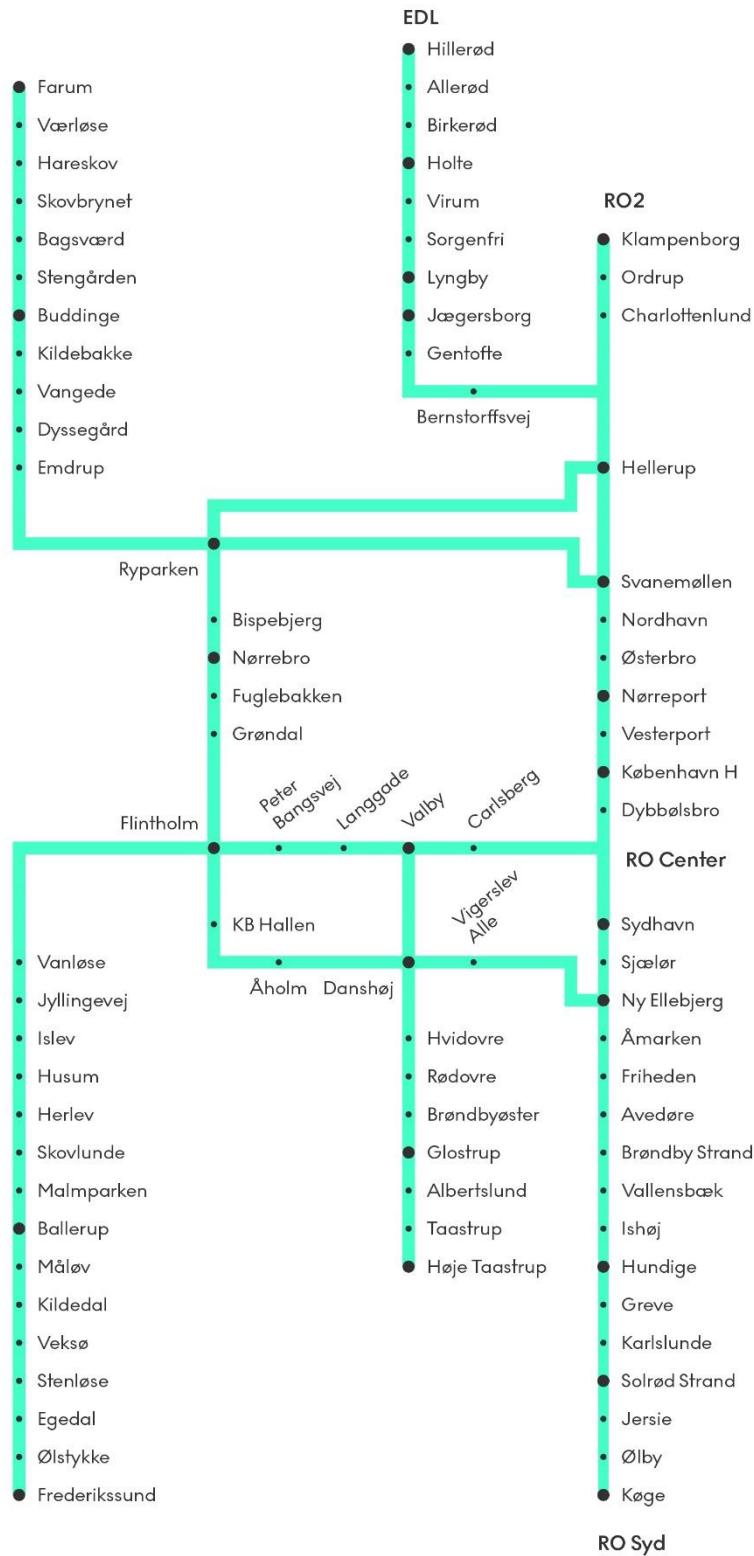 EDL
Hillerød
Allerød
Birkerød
Holte
Virum
Sorgenfri
Lyngby
Jægersborg
Gentofte
Bernstorffsvej
Farum
Værløse
Hareskov
Skovbrynet
Bagsværd
Stengården
Buddinge
Kildebakke
Vangede
Dyssegård
Emdrup
Ryparken
RO2
Klampenborg
Ordrup
Charlottenlund
Hellerup
Svanemøllen
Nordhavn
Østerbro
Nørreport
Vesterport
København H
Dybbølsbro
RO Center
Bispebjerg
Nørrebro
Fuglebakken
Grøndal
Flintholm
Peter
Bangsvej
Langgade
Valby
Carlsberg
KB Hallen
Åholm
Danshøj
Vigerslev
Alle
Sydhavn
Sjælør
Ny Ellebjerg
Åmarken
Friheden
Avedøre
Brøndby Strand
Vallensbæk
Ishøj
Hundige
Greve
Karlslunde
Solrød Strand
Jersie
Ølby
Køge
RO Syd
Vanløse
Jyllingevej
Islev
Husum
Herlev
Skovlunde
Malmparken
Ballerup
Måløv
Kildedal
Veksø
Stenløse
Egedal
Ølstykke
Frederikssund
Hvidovre
Rødovre
Brøndbyøster
Glostrup
Albertslund
Taastrup
Høje Taastrup